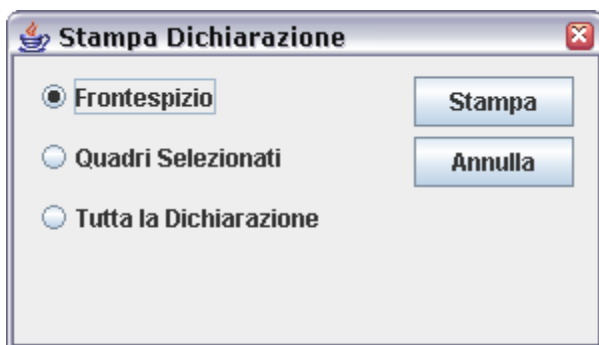 Stampa Dichiarazione
Frontespizio
Stampa
Quadri Selezionati
Annulla
Tutta la Dichiarazione